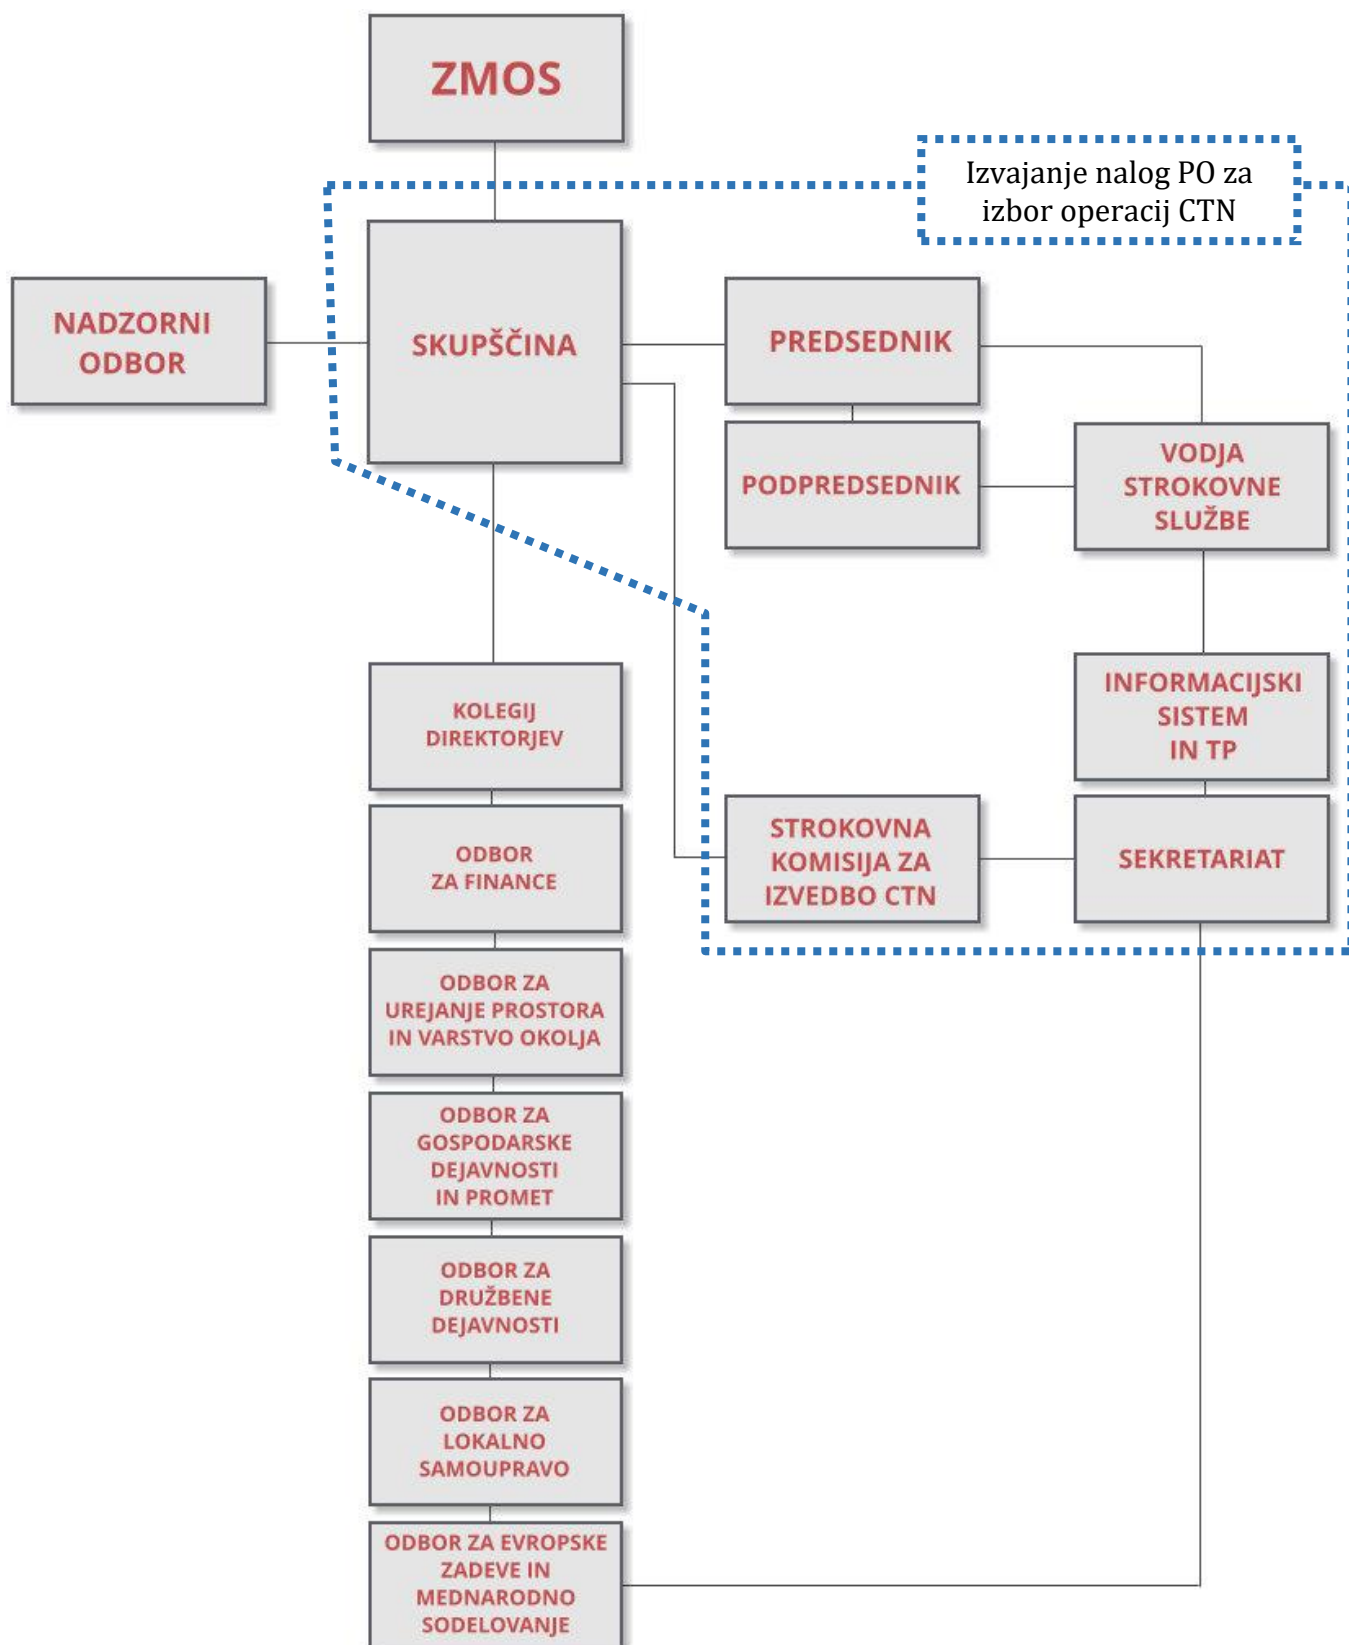 ZMOS
Izvajanje nalog PO za
izbor operacij CTN
NADZORNI
ODBOR
SKUPŠČINA
PREDSEDNIK
PODPREDSEDNIK
VODJA
STROKOVNE
SLUŽBE
INFORMACIJSKI
SISTEM
IN TP
STROKOVNA
KOMISIJA ZA
IZVEDBO CTN
SEKRETARIAT
KOLEGIJ
DIREKTORJEV
ODBOR
ZA FINANCE
ODBOR ZA
UREJANJE PROSTORA
IN VARSTVO OKOLJA
ODBOR ZA
GOSPODARSKE
DEJAVNOSTI
IN PROMET
ODBOR ZA
DRUŽBENE
DEJAVNOSTI
ODBOR ZA
LOKALNO
SAMOUPRAVO
ODBOR ZA EVROPSKE
ZADEVE IN
MEDNARODNO
SODELOVANJE